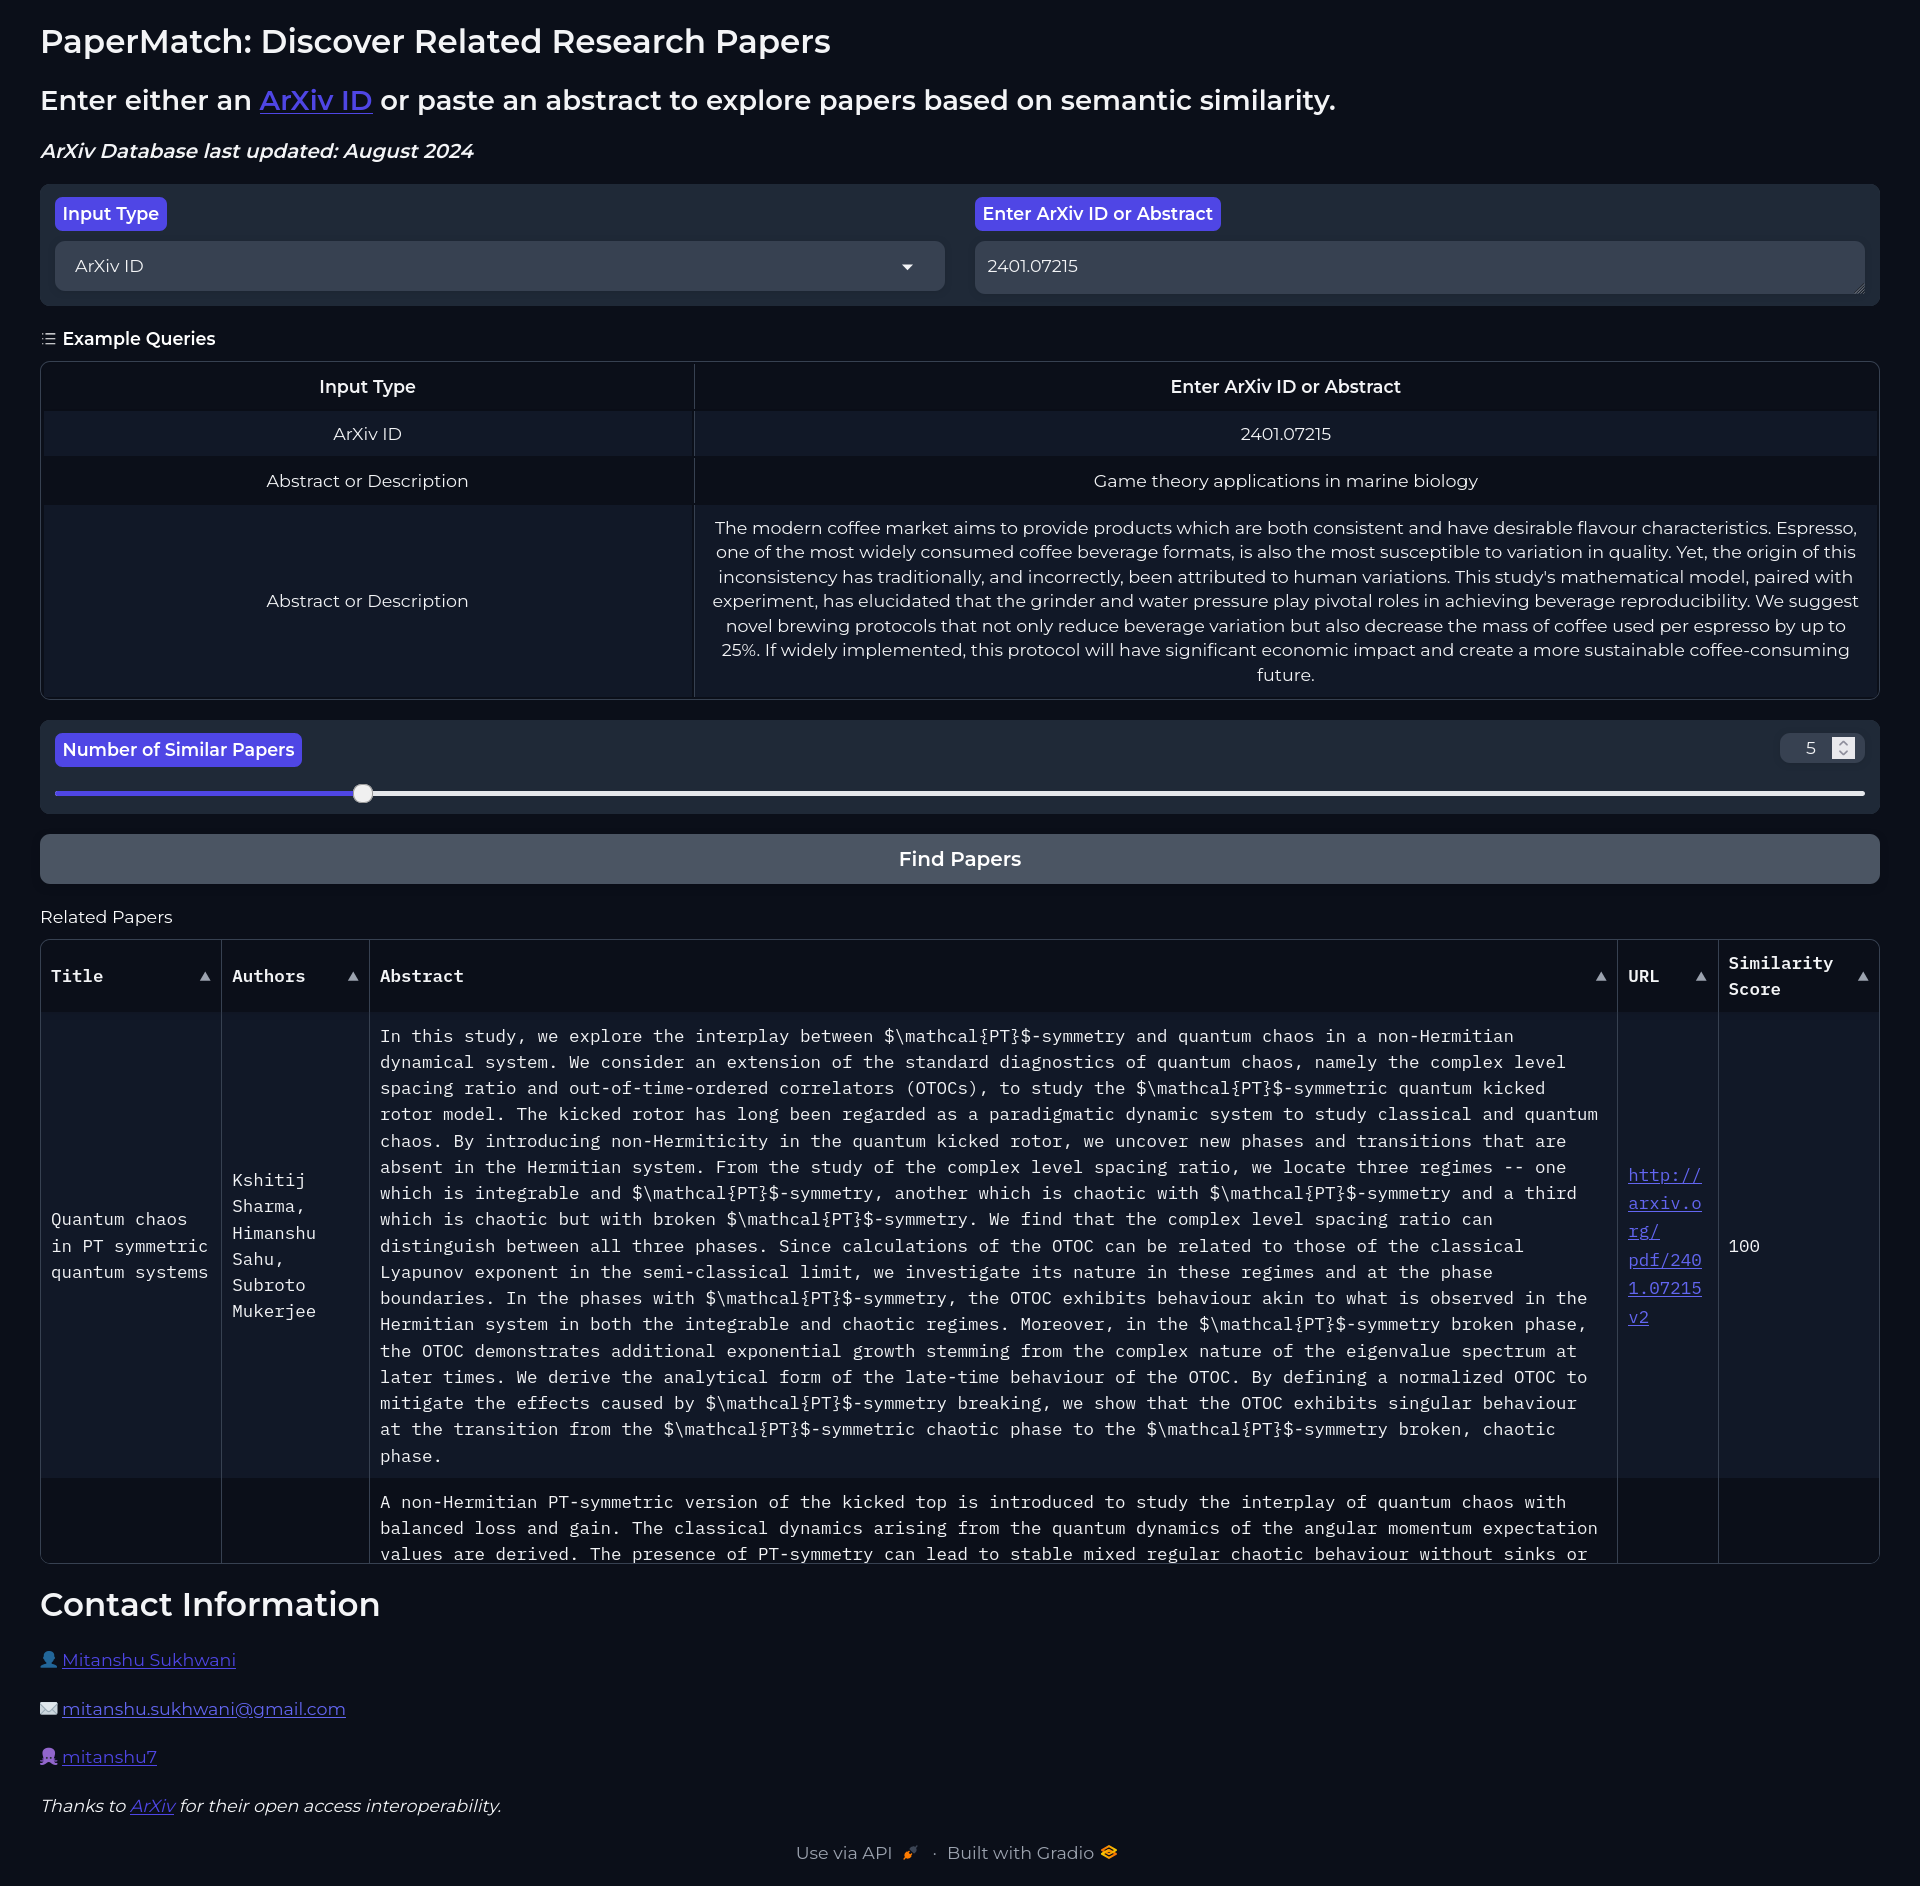 PaperMatch: Discover Related Research Papers
Enter either an ArXiv ID or paste an abstract to explore papers based on semantic similarity.
ArXiv Database last updated: August 2024
Input Type
Enter ArXiv ID or Abstract
ArXiv ID
2401.07215
Example Queries
Input Type
Enter ArXiv ID or Abstract
ArXiv ID
2401.07215
Abstract or Description
Game theory applications in marine biology
Abstract or Description
The modern coffee market aims to provide products which are both consistent and have desirable flavour characteristics. Espresso,
one of the most widely consumed coffee beverage formats, is also the most susceptible to variation in quality. Yet, the origin of this
inconsistency has traditionally, and incorrectly, been attributed to human variations. This study's mathematical model, paired with
experiment, has elucidated that the grinder and water pressure play pivotal roles in achieving beverage reproducibility. We suggest
novel brewing protocols that not only reduce beverage variation but also decrease the mass of coffee used per espresso by up to
25%. If widely implemented, this protocol will have significant economic impact and create a more sustainable coffee-consuming
future.
Number of Similar Papers
5
Find Papers
Related Papers
Title
Authors
Abstract
URL
Similarity
Score
Quantum chaos
in PT symmetric
quantum systems
Kshitij
Sharma,
Himanshu
Sahu,
Subroto
Mukerjee
In this study, we explore the interplay between $\mathcal{PT}$-symmetry and quantum chaos in a non-Hermitian
dynamical system. We consider an extension of the standard diagnostics of quantum chaos, namely the complex level
spacing ratio and out-of-time-ordered correlators (OTOCs), to study the $\mathcal{PT}$-symmetric quantum kicked
rotor model. The kicked rotor has long been regarded as a paradigmatic dynamic system to study classical and quantum
chaos. By introducing non-Hermiticity in the quantum kicked rotor, we uncover new phases and transitions that are
absent in the Hermitian system. From the study of the complex level spacing ratio, we locate three regimes -- one
which is integrable and $\mathcal{PT}$-symmetry, another which is chaotic with $\mathcal{PT}$-symmetry and a third
which is chaotic but with broken $\mathcal{PT}$-symmetry. We find that the complex level spacing ratio can
distinguish between all three phases. Since calculations of the OTOC can be related to those of the classical
Lyapunov exponent in the semi-classical limit, we investigate its nature in these regimes and at the phase
boundaries. In the phases with $\mathcal{PT}$-symmetry, the OTOC exhibits behaviour akin to what is observed in the
Hermitian system in both the integrable and chaotic regimes. Moreover, in the $\mathcal{PT}$-symmetry broken phase,
the OTOC demonstrates additional exponential growth stemming from the complex nature of the eigenvalue spectrum at
later times. We derive the analytical form of the late-time behaviour of the OTOC. By defining a normalized OTOC to
mitigate the effects caused by $\mathcal{PT}$-symmetry breaking, we show that the OTOC exhibits singular behaviour
at the transition from the $\mathcal{PT}$-symmetric chaotic phase to the $\mathcal{PT}$-symmetry broken, chaotic
phase.
http://
arxiv.o
rg/
pdf/240
1.07215
v2
100
A non-Hermitian PT-symmetric version of the kicked top is introduced to study the interplay of quantum chaos with
balanced loss and gain. The classical dynamics arising from the quantum dynamics of the angular momentum expectation
values are derived. The presence of PT-symmetry can lead to stable mixed regular chaotic behaviour without sinks or
Contact Information
Mitanshu Sukhwani
mitanshu.sukhwani@gmail.com
mitanshu7
Thanks to ArXiv for their open access interoperability.
Use via API · Built with Gradio